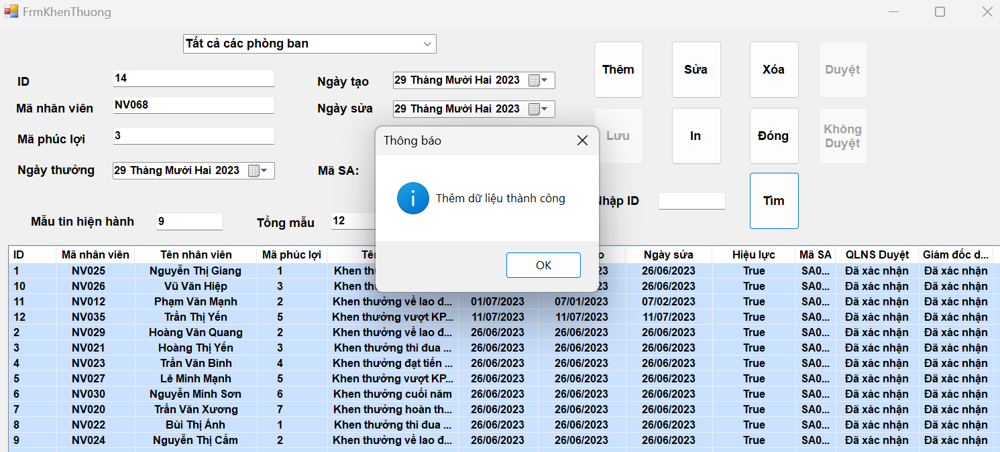 FrmKhenThuong
Tất cả các phòng ban
Thêm Sửa Xóa Duyệt
ID 14 Ngày tạo 29 Tháng Mười Hai 2023
Mã nhân viên NV068 Ngày sửa 29 Tháng Mười Hai 2023
Mã phúc lợi 3
Lưu In Đóng Không Duyệt
Ngày thưởng 29 Tháng Mười Hai 2023 Mã SA:
Thông báo
Thêm dữ liệu thành công
OK
Nhập ID Tìm
Mẫu tin hiện hành 9 Tổng mẫu 12
ID Mã nhân viên Tên nhân viên Mã phúc lợi Ngày sửa Hiệu lực Mã SA QLNS Duyệt Giám đốc d...
1 NV025 Nguyễn Thị Giang 1 Khen 26/06/2023 True SA0... Đã xác nhận Đã xác nhận
10 NV026 Vũ Văn Hiệp 3 Khen 26/06/2023 True SA0... Đã xác nhận Đã xác nhận
11 NV012 Phạm Văn Mạnh 2 Khen thưởng về lao đ... 01/07/2023 07/01/2023 07/02/2023 True SA0... Đã xác nhận Đã xác nhận
12 NV035 Trần Thị Yến 5 Khen thưởng vượt KP... 11/07/2023 11/07/2023 11/07/2023 True SA0... Đã xác nhận Đã xác nhận
2 NV029 Hoàng Văn Quang 2 Khen thưởng về lao đ... 26/06/2023 26/06/2023 26/06/2023 True SA0... Đã xác nhận Đã xác nhận
3 NV021 Hoàng Thị Yến 3 Khen thưởng thi đua ... 26/06/2023 26/06/2023 26/06/2023 True SA0... Đã xác nhận Đã xác nhận
4 NV023 Trần Văn Bình 4 Khen thưởng đạt tiến ... 26/06/2023 26/06/2023 26/06/2023 True SA0... Đã xác nhận Đã xác nhận
5 NV027 Lê Minh Mạnh 5 Khen thưởng vượt KP... 26/06/2023 26/06/2023 26/06/2023 True SA0... Đã xác nhận Đã xác nhận
6 NV030 Nguyễn Minh Sơn 6 Khen thưởng cuối năm 26/06/2023 26/06/2023 26/06/2023 True SA0... Đã xác nhận Đã xác nhận
7 NV020 Trần Văn Xương 7 Khen thưởng hoàn th... 26/06/2023 26/06/2023 26/06/2023 True SA0... Đã xác nhận Đã xác nhận
8 NV022 Bùi Thị Ánh 1 Khen thưởng thi đua ... 26/06/2023 26/06/2023 26/06/2023 True SA0... Đã xác nhận Đã xác nhận
9 NV024 Nguyễn Thị Cẩm 2 Khen thưởng về lao đ... 26/06/2023 26/06/2023 26/06/2023 True SA0... Đã xác nhận Đã xác nhận